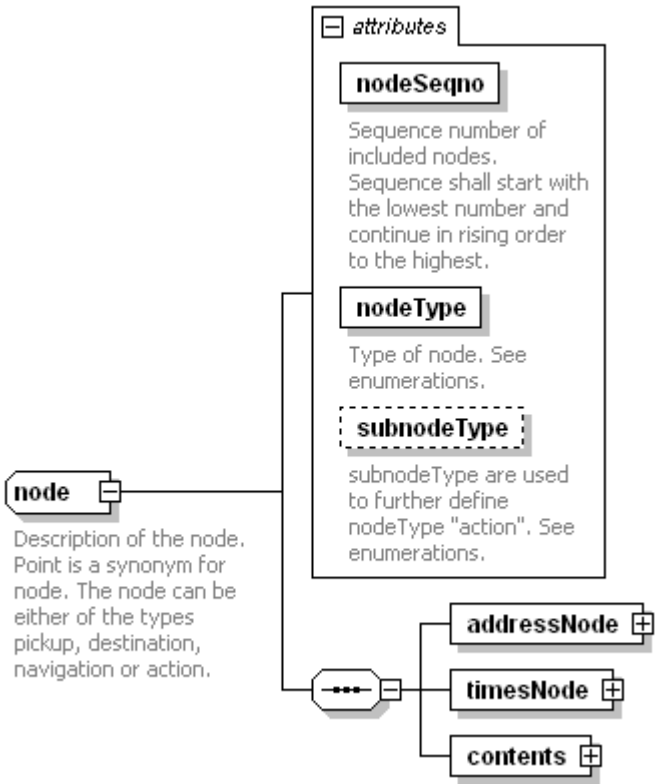 attributes
nodeSeqno
Sequence number of
included nodes.
Sequence shall start with
the lowest number and
continue in rising order
to the highest.
nodeType
Type of node. See
enumerations.
subnodeType
subnodeType are used
to further define
nodeType "action". See
enumerations.
node
Description of the node.
Point is a synonym for
node. The node can be
either of the types
pickup, destination,
navigation or action.
addressNode
timesNode
contents